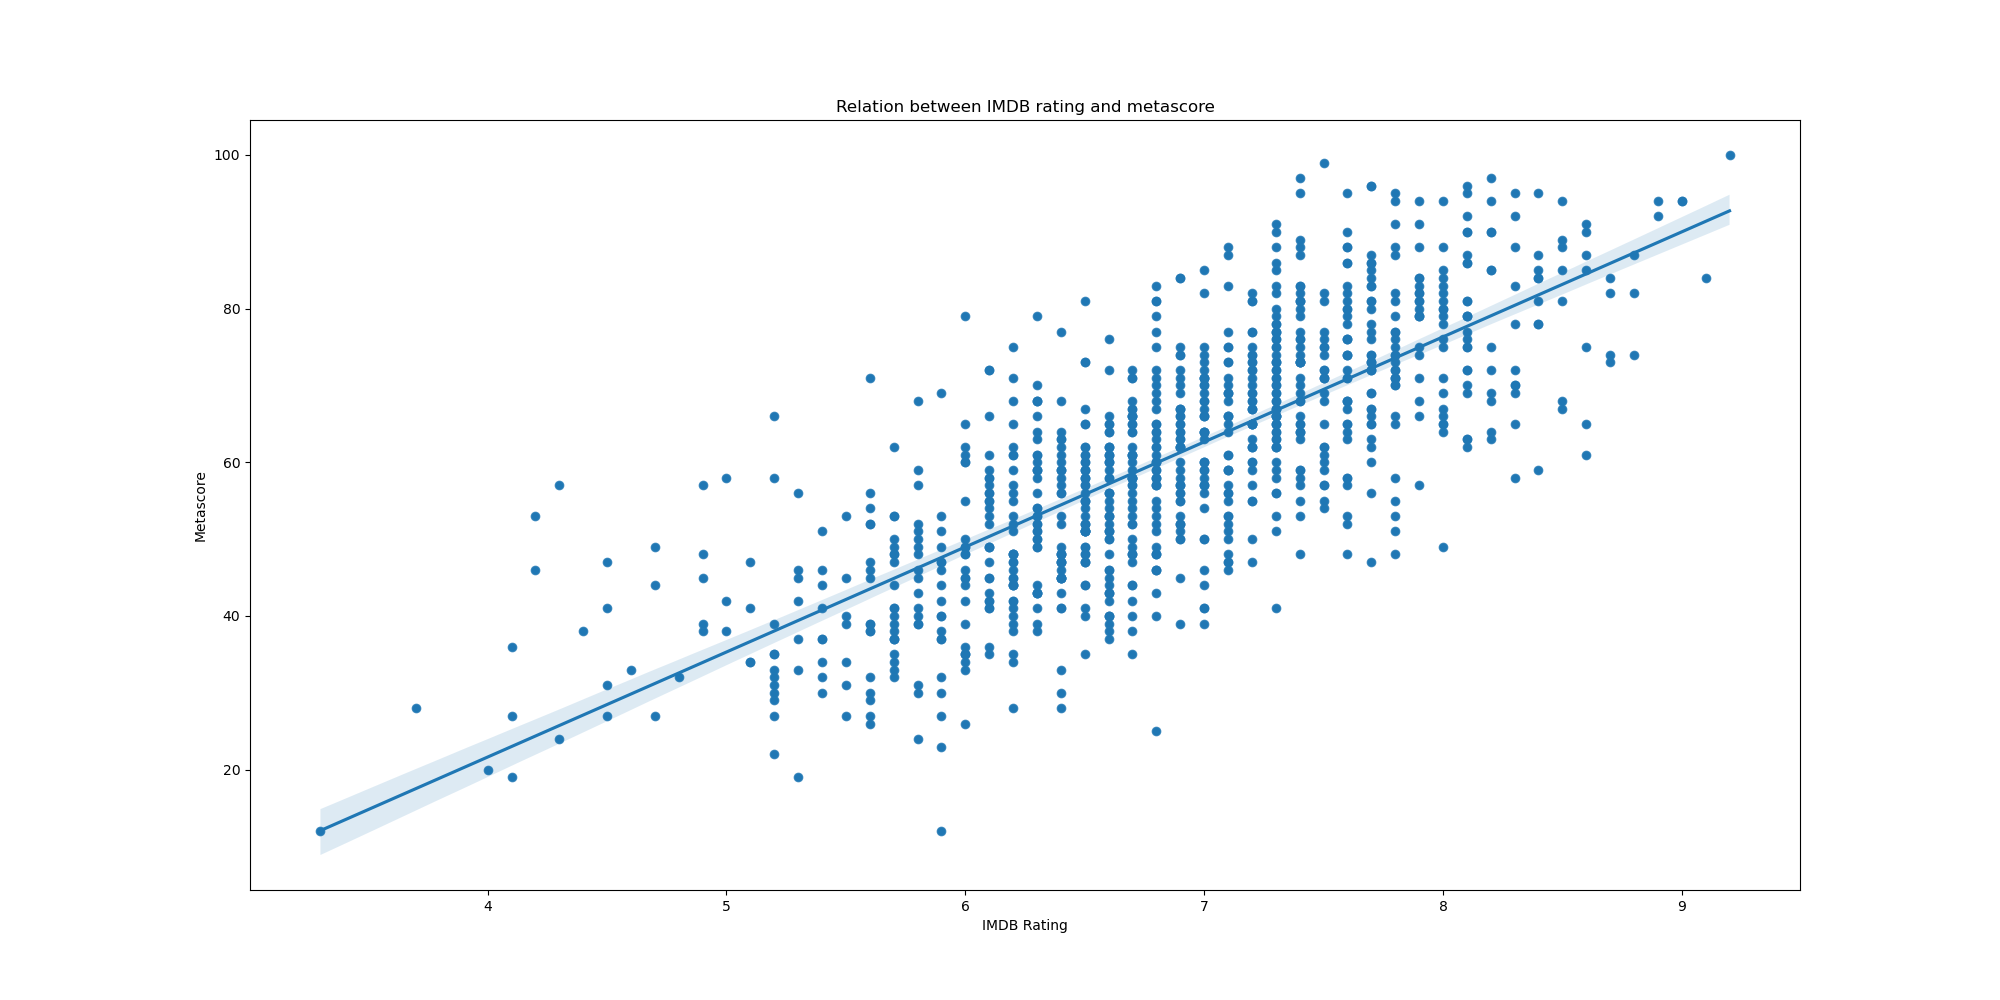 Relation between IMDB rating and metascore
100
80
60
40
20
Metascore
4 5 6 7 8 9
IMDB Rating